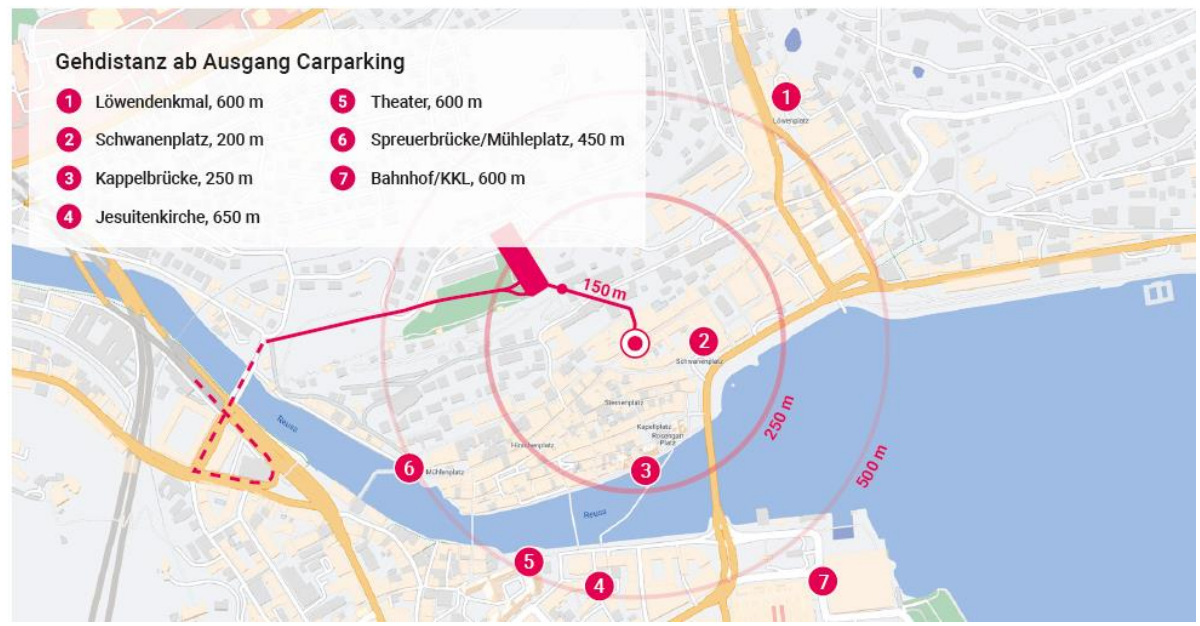 Gehdistanz ab Ausgang Carparking
1 Löwendenkmal, 600 m
2 Schwanenplatz, 200 m
3 Kappelbrücke, 250 m
4 Jesuitenkirche, 650 m
5 Theater, 600 m
6 Spreuerbrücke/Mühleplatz, 450 m
7 Bahnhof/KKL, 600 m
1
Löwenplatz
150 m
2
Schwanenplatz
Sternenplatz
250 m
Kapellplatz
Rosengart
Platz
Reuss
Hirschenplatz
500 m
6
Mühlenplatz
3
Reuss
5
4
7